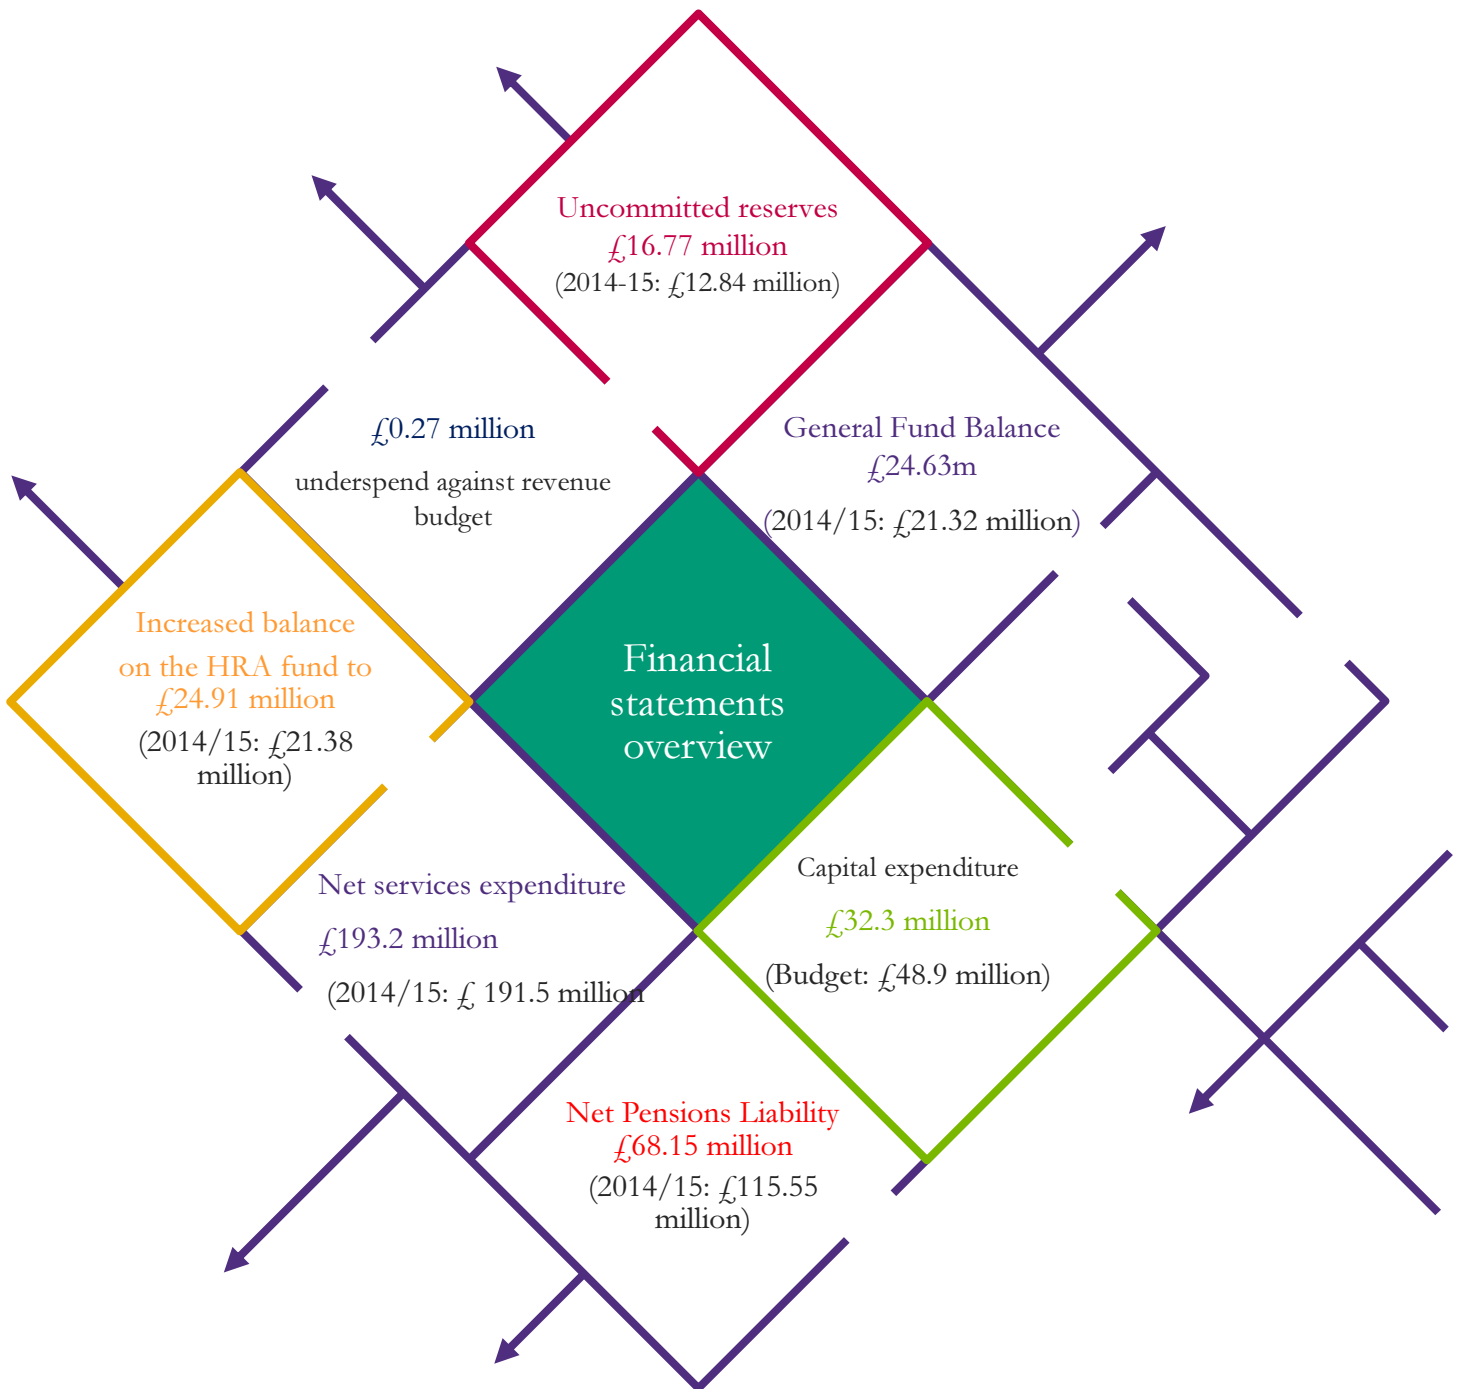 Uncommitted reserves
£16.77 million
(2014-15: £12.84 million)
£0.27 million
underspend against revenue
budget
General Fund Balance
£24.63m
(2014/15: £21.32 million)
Increased balance
on the HRA fund to
£24.91 million
(2014/15: £21.38
million)
Financial
statements
overview
Net services expenditure
£193.2 million
(2014/15: £ 191.5 million
Capital expenditure
£32.3 million
(Budget: £48.9 million)
Net Pensions Liability
£68.15 million
(2014/15: £115.55
million)